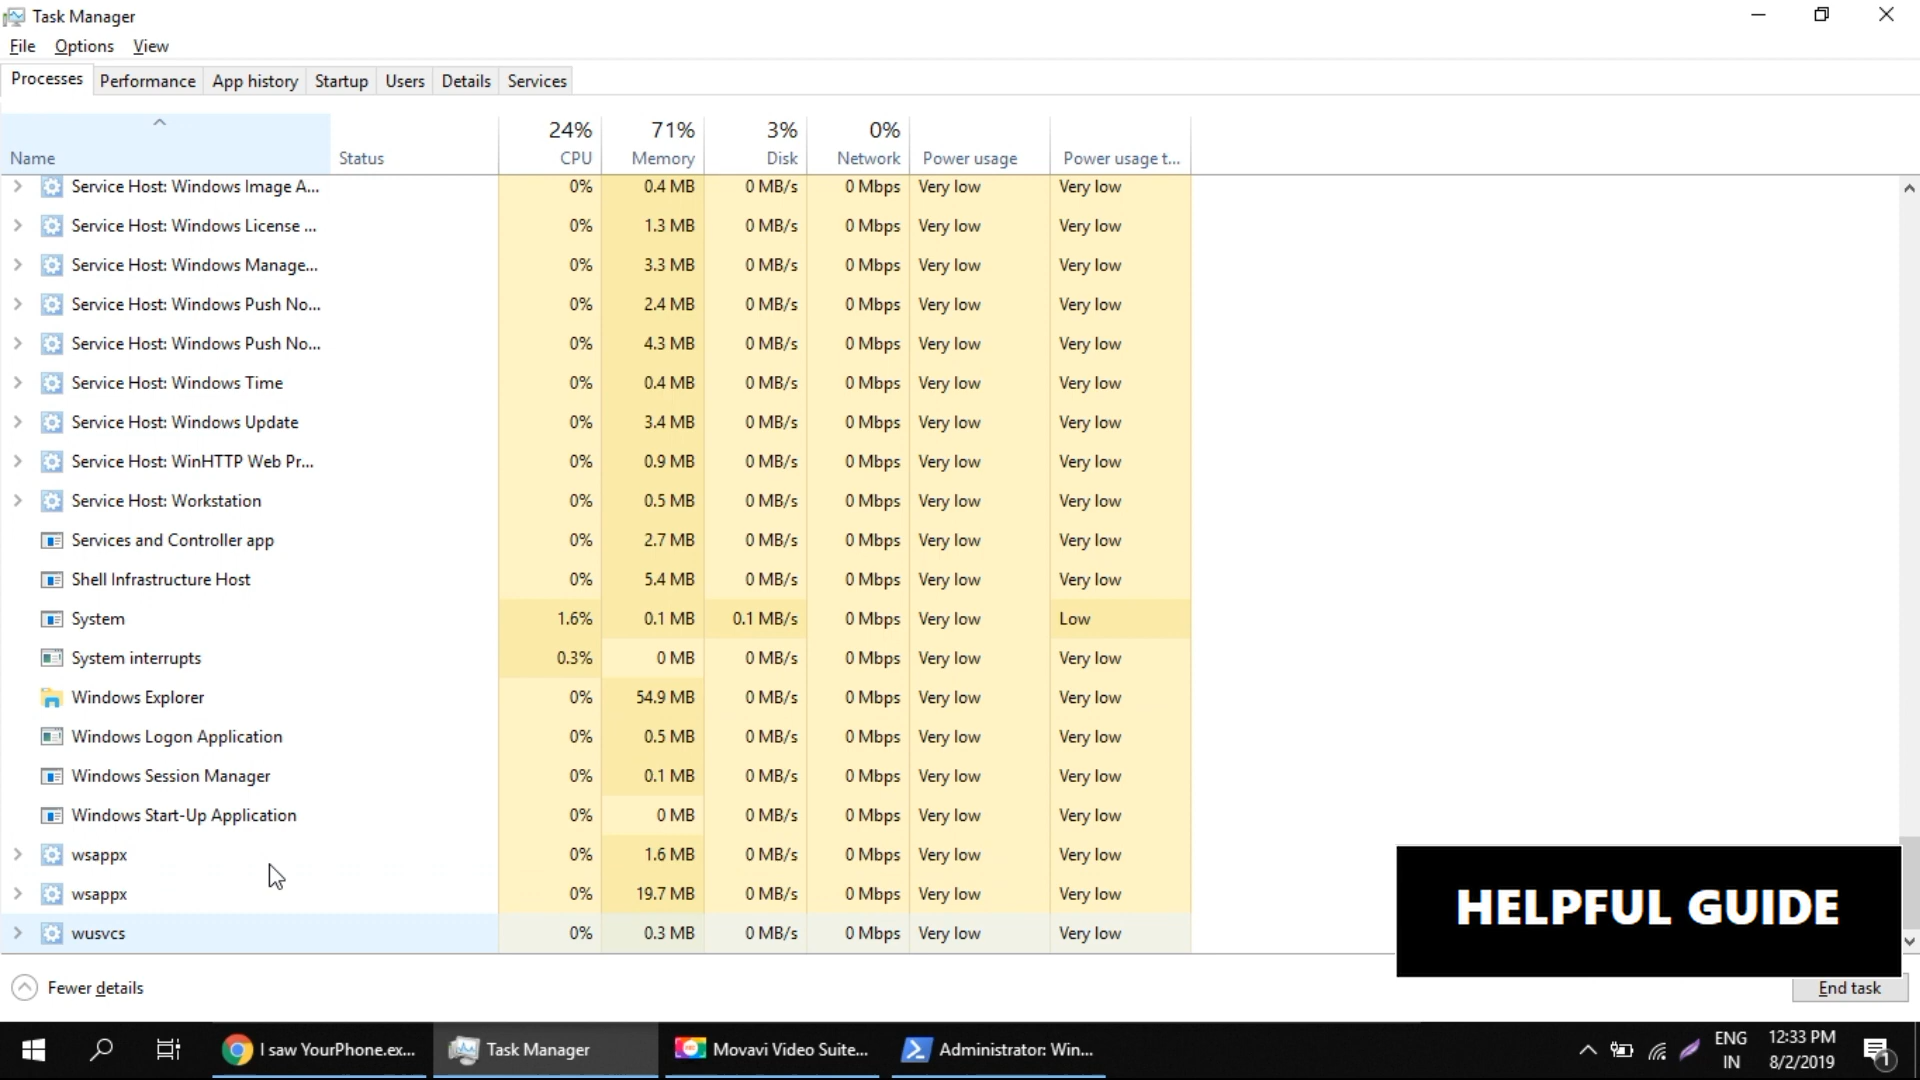 Task Manager
File Options View
Processes Performance App history Startup Users Details Services
24% 71% 3% 0%
Name Status CPU Memory Disk Network Power usage Power usage t...
Service Host: Windows Image A... 0% 0.4 MB 0 MB/s 0 Mbps Very low Very low
Service Host: Windows License ... 0% 1.3 MB 0 MB/s 0 Mbps Very low Very low
Service Host: Windows Manage... 0% 3.3 MB 0 MB/s 0 Mbps Very low Very low
Service Host: Windows Push No... 0% 2.4 MB 0 MB/s 0 Mbps Very low Very low
Service Host: Windows Push No... 0% 4.3 MB 0 MB/s 0 Mbps Very low Very low
Service Host: Windows Time 0% 0.4 MB 0 MB/s 0 Mbps Very low Very low
Service Host: Windows Update 0% 3.4 MB 0 MB/s 0 Mbps Very low Very low
Service Host: WinHTTP Web Pr... 0% 0.9 MB 0 MB/s 0 Mbps Very low Very low
Service Host: Workstation 0% 0.5 MB 0 MB/s 0 Mbps Very low Very low
Services and Controller app 0% 2.7 MB 0 MB/s 0 Mbps Very low Very low
Shell Infrastructure Host 0% 5.4 MB 0 MB/s 0 Mbps Very low Very low
System 1.6% 0.1 MB 0.1 MB/s 0 Mbps Very low Low
System interrupts 0.3% 0 MB 0 MB/s 0 Mbps Very low Very low
Windows Explorer 0% 54.9 MB 0 MB/s 0 Mbps Very low Very low
Windows Logon Application 0% 0.5 MB 0 MB/s 0 Mbps Very low Very low
Windows Session Manager 0% 0.1 MB 0 MB/s 0 Mbps Very low Very low
Windows Start-Up Application 0% 0 MB 0 MB/s 0 Mbps Very low Very low
wsappx 0% 1.6 MB 0 MB/s 0 Mbps Very low Very low
wsappx 0% 19.7 MB 0 MB/s 0 Mbps Very low Very low
wusvcs 0% 0.3 MB 0 MB/s 0 Mbps Very low Very low
HELPFUL GUIDE
Fewer details End task
I saw YourPhone.ex... Task Manager Movavi Video Suite... Administrator: Win...
ENG 12:33 PM
IN 8/2/2019 1